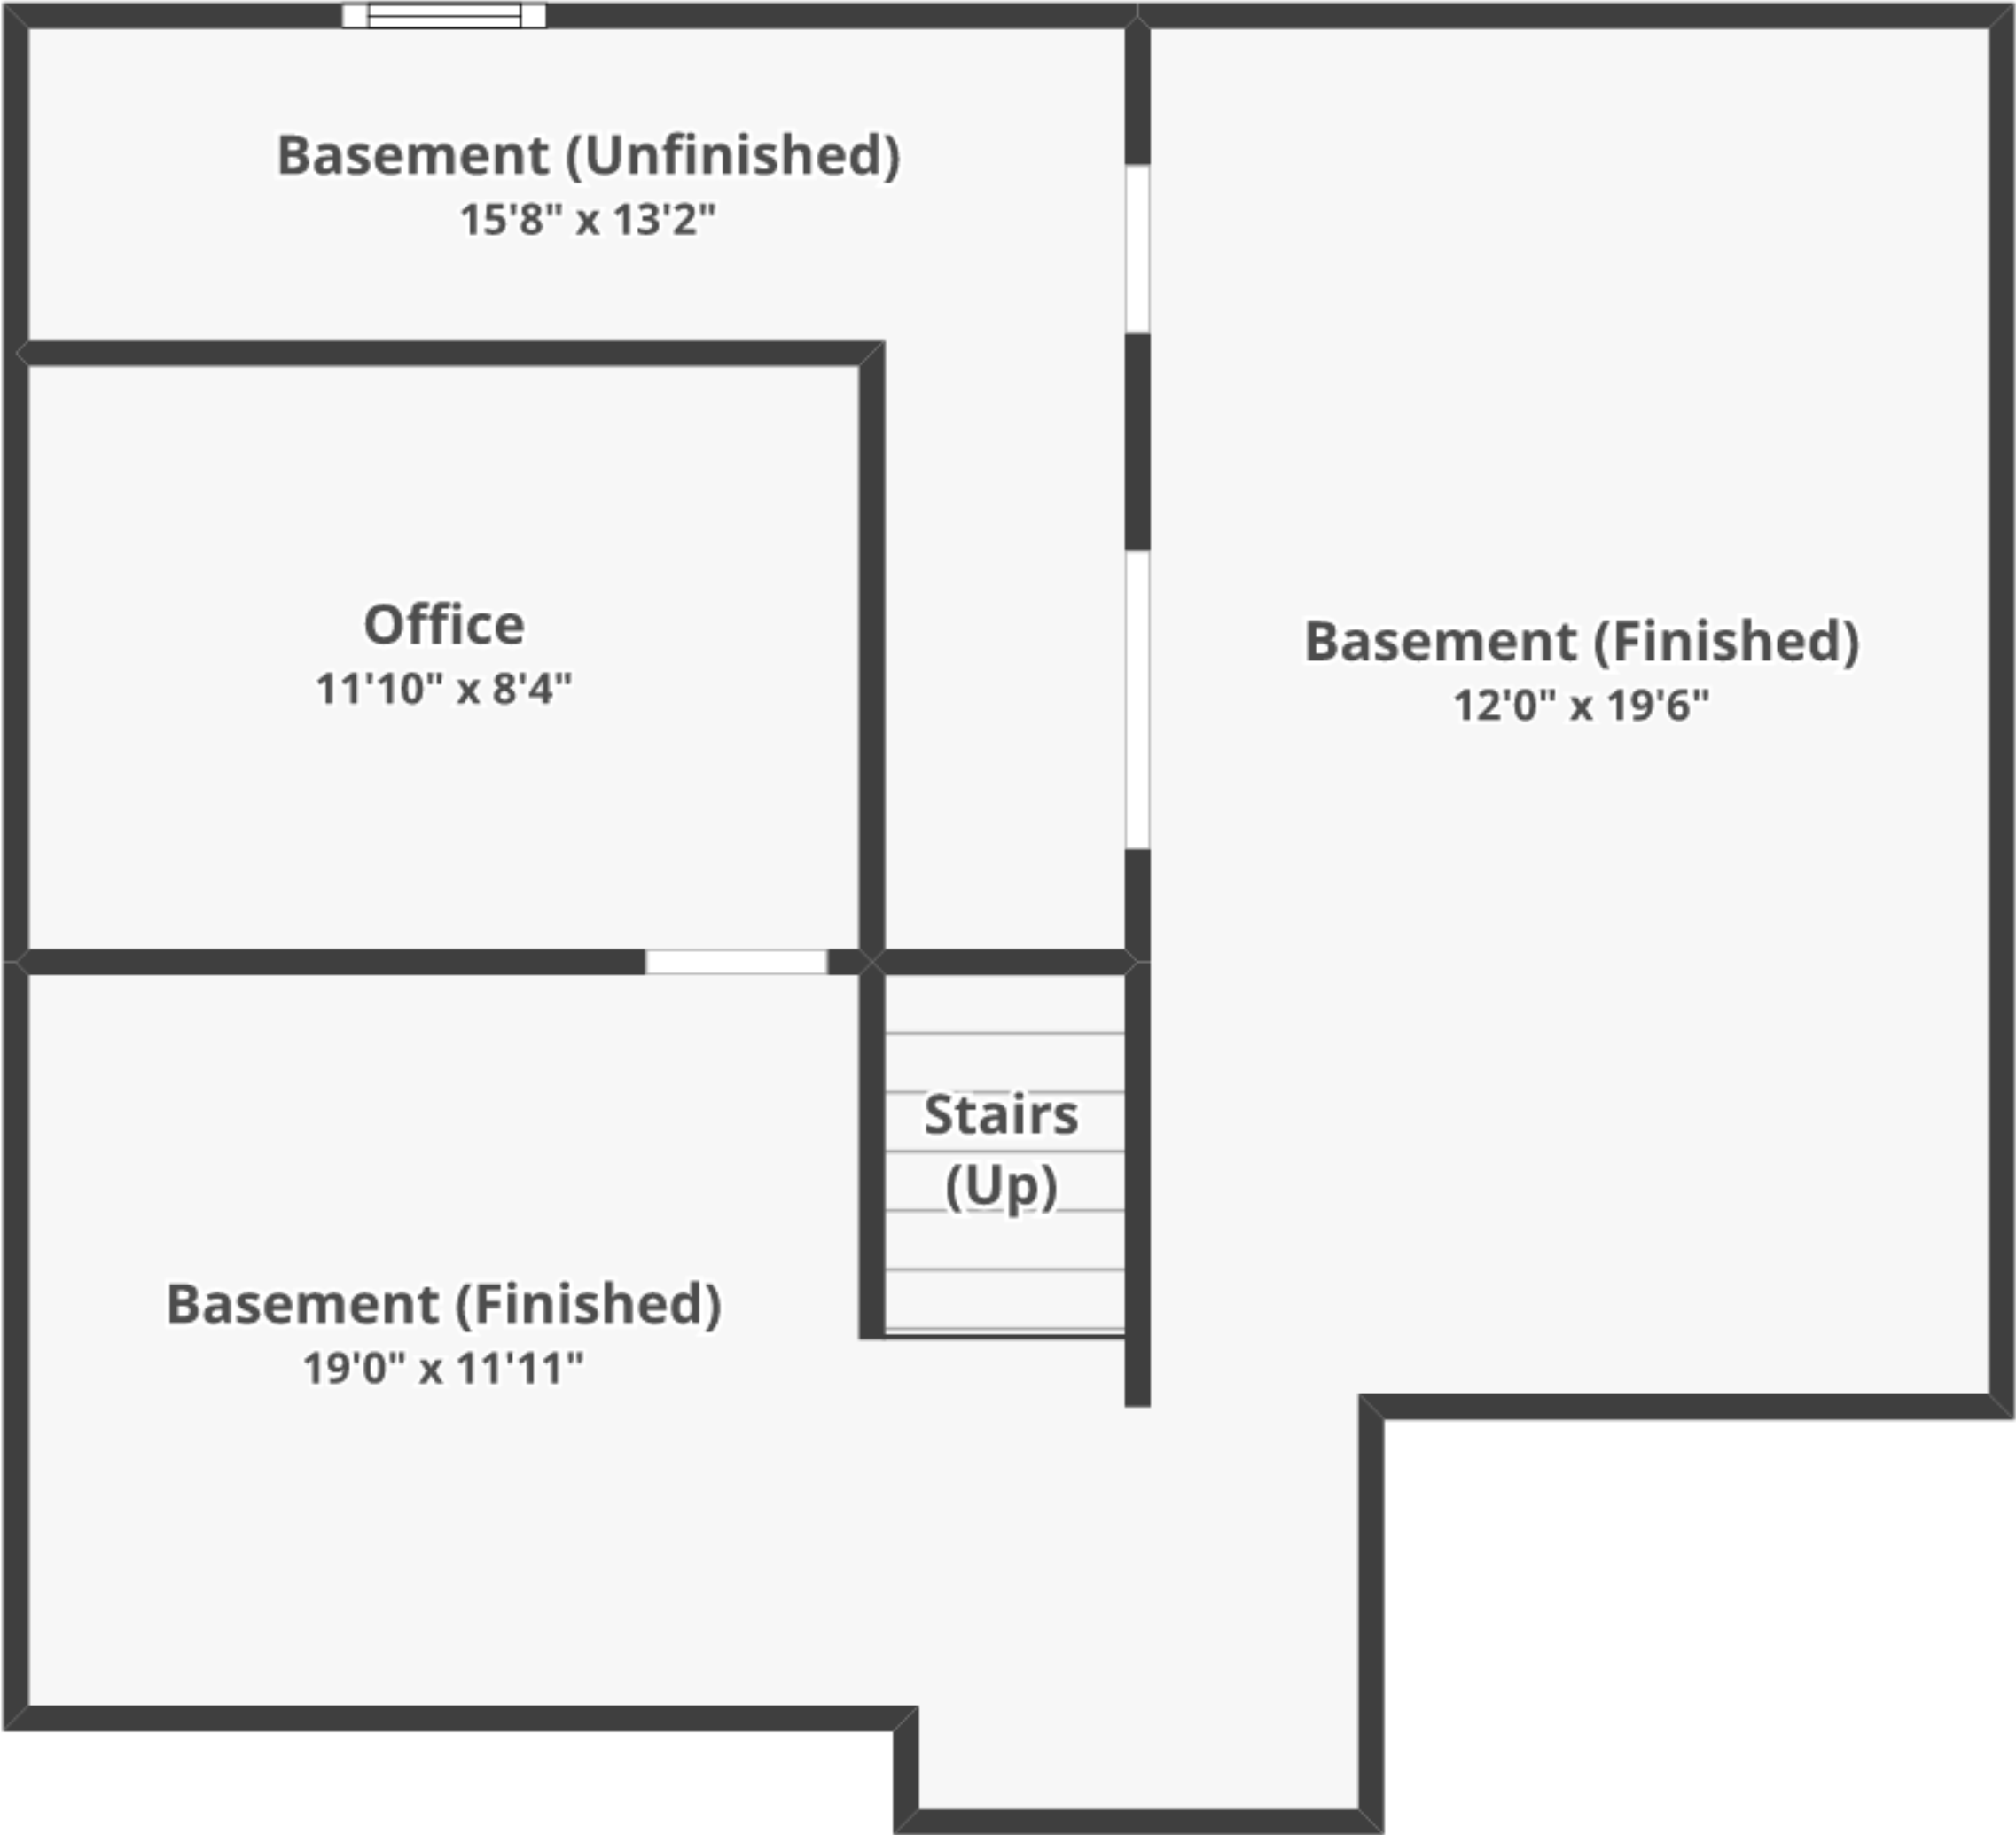 Basement (Unfinished)
15'8" x 13'2"
Office
11'10" x 8'4"
Basement (Finished)
12'0" x 19'6"
Stairs
(Up)
Basement (Finished)
19'0" x 11'11"